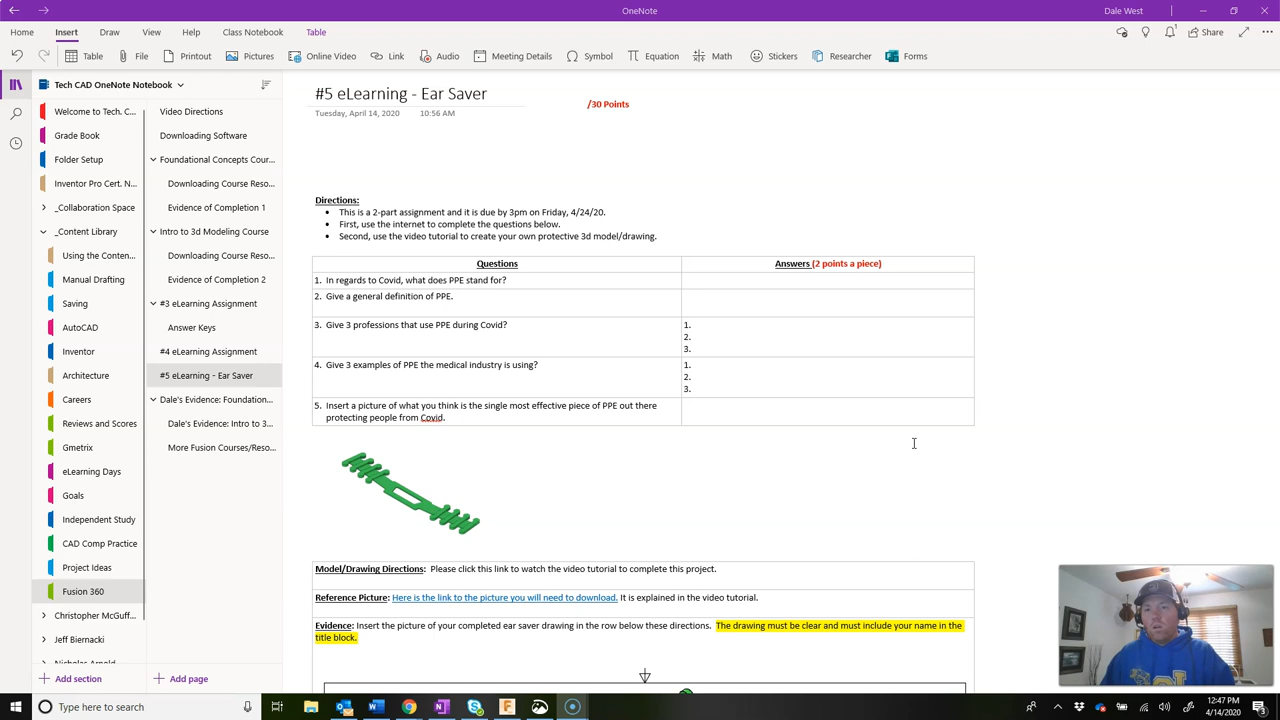 OneNote
Dale West
Home
Insert
Draw
View
Help
Class Notebook
Table
Share
Table
File
Printout
Pictures
Online Video
Link
Audio
Meeting Details
Symbol
Equation
Math
Stickers
Researcher
Forms
Tech CAD OneNote Notebook
Welcome to Tech. C...
Grade Book
Folder Setup
Inventor Pro Cert. N...
_Collaboration Space
_Content Library
Using the Conten...
Manual Drafting
Saving
AutoCAD
Inventor
Architecture
Careers
Reviews and Scores
Gmetrix
eLearning Days
Goals
Independent Study
CAD Comp Practice
Project Ideas
Fusion 360
Christopher McGuff...
Jeff Biernacki
Nicholas Arnold
Add section
Video Directions
Downloading Software
Foundational Concepts Cour...
Downloading Course Reso...
Evidence of Completion 1
Intro to 3d Modeling Course
Downloading Course Reso...
Evidence of Completion 2
#3 eLearning Assignment
Answer Keys
#4 eLearning Assignment
#5 eLearning - Ear Saver
Dale's Evidence: Foundation...
Dale's Evidence: Intro to 3...
More Fusion Courses/Reso...
Add page
#5 eLearning - Ear Saver
/30 Points
Tuesday, April 14, 2020 10:56 AM
Directions:
• This is a 2-part assignment and it is due by 3pm on Friday, 4/24/20.
• First, use the internet to complete the questions below.
• Second, use the video tutorial to create your own protective 3d model/drawing.
Questions
Answers (2 points a piece)
1. In regards to Covid, what does PPE stand for?
2. Give a general definition of PPE.
3. Give 3 professions that use PPE during Covid?
1.
2.
3.
4. Give 3 examples of PPE the medical industry is using?
1.
2.
3.
5. Insert a picture of what you think is the single most effective piece of PPE out there
protecting people from Covid.
Model/Drawing Directions: Please click this link to watch the video tutorial to complete this project.
Reference Picture: Here is the link to the picture you will need to download. It is explained in the video tutorial.
Evidence: Insert the picture of your completed ear saver drawing in the row below these directions. The drawing must be clear and must include your name in the
title block.
Type here to search
12:47 PM
4/14/2020